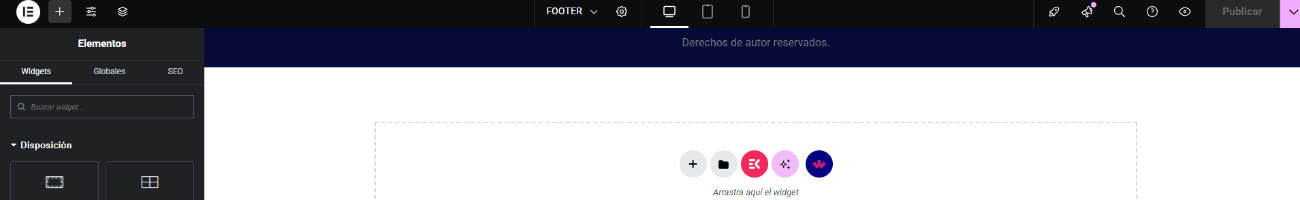 FOOTER
Publicar
Elementos
Derechos de autor reservados.
Widgets Globales SEO
Buscar widget...
Disposición
Arrastra aquí el widget